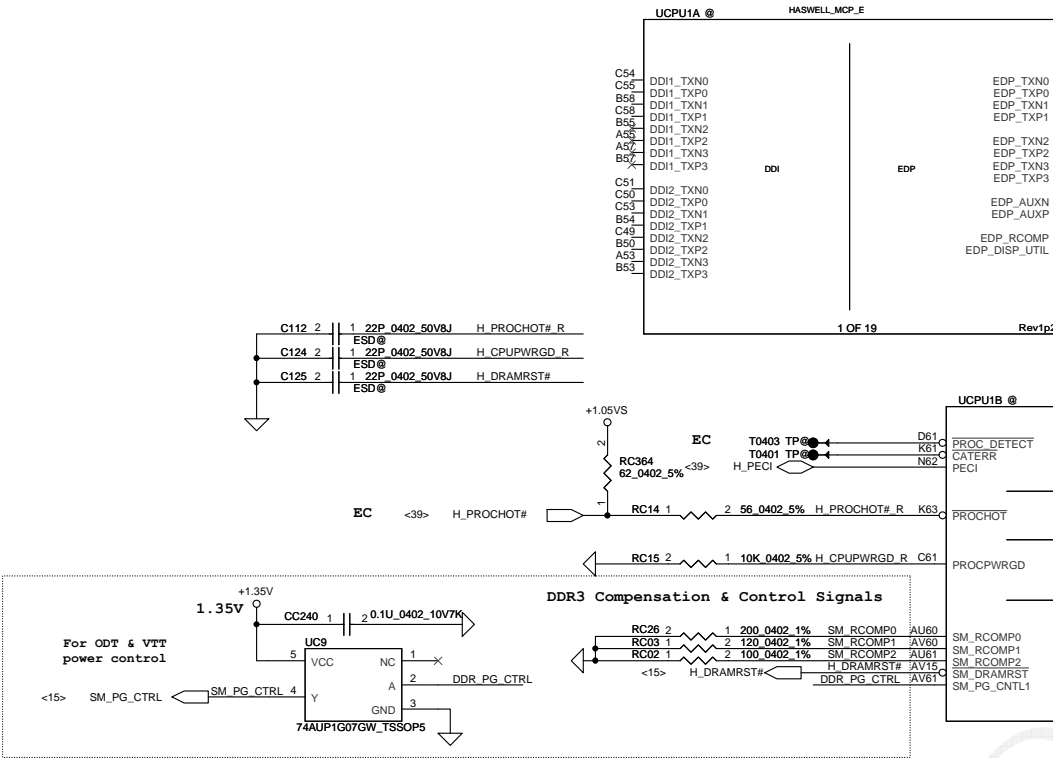 UCPU1A @ HASWELL_MCP_E
C54 DDI1_TXN0 EDP_TXN0
C55 DDI1_TXP0 EDP_TXP0
B58 DDI1_TXN1 EDP_TXN1
C58 DDI1_TXP1 EDP_TXP1
B55 DDI1_TXN2
A55 DDI1_TXP2 EDP_TXN2
A57 DDI1_TXN3 EDP_TXP2
B57 DDI1_TXP3 EDP_TXN3
DDI EDP EDP_TXP3
C51 DDI2_TXN0
C50 DDI2_TXP0 EDP_AUXN
C53 DDI2_TXN1 EDP_AUXP
B54 DDI2_TXP1
C49 DDI2_TXN2 EDP_RCOMP
B50 DDI2_TXP2 EDP_DISP_UTIL
A53 DDI2_TXN3
B53 DDI2_TXP3
1 OF 19 Rev1p2
C112 2 1 22P_0402_50V8J H_PROCHOT#_R
ESD@
C124 2 1 22P_0402_50V8J H_CPUPWRGD_R
ESD@
C125 2 1 22P_0402_50V8J H_DRAMRST#
ESD@
UCPU1B @
+1.05VS
2
RC364
62_0402_5%
1
EC T0403 TP@ D61 PROC_DETECT
T0401 TP@ K61 CATERR
<39> H_PECI N62 PECI
EC <39> H_PROCHOT# RC14 1 2 56_0402_5% H_PROCHOT#_R K63 PROCHOT
RC15 2 1 10K_0402_5% H_CPUPWRGD_R C61 PROCPWRGD
DDR3 Compensation & Control Signals
+1.35V
1.35V
CC240 1 2 0.1U_0402_10V7K
For ODT & VTT
power control
UC9
5 VCC NC 1
A 2 DDR_PG_CTRL
<15> SM_PG_CTRL SM_PG_CTRL 4 Y
GND 3
74AUP1G07GW_TSSOP5
RC26 2 1 200_0402_1% SM_RCOMP0 AU60 SM_RCOMP0
RC03 1 2 120_0402_1% SM_RCOMP1 AV60 SM_RCOMP1
RC02 1 2 100_0402_1% SM_RCOMP2 AU61 SM_RCOMP2
<15> H_DRAMRST# H_DRAMRST# AV15 SM_DRAMRST
DDR_PG_CTRL AV61 SM_PG_CNTL1